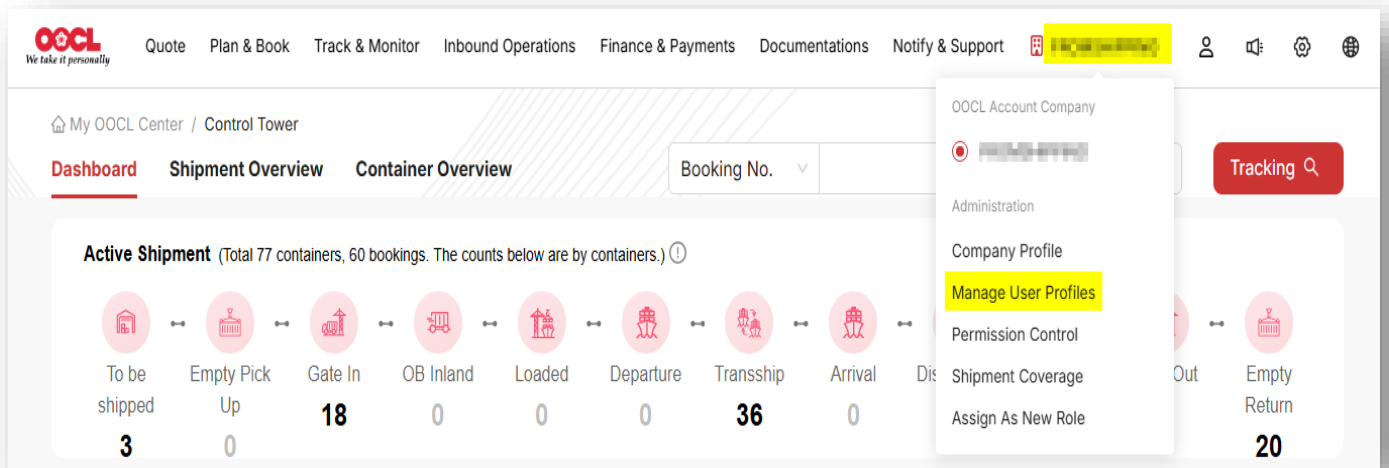 OOCL
We take it personally
Quote Plan & Book Track & Monitor Inbound Operations Finance & Payments Documentations Notify & Support
My OOCL Center / Control Tower
Dashboard Shipment Overview Container Overview
Booking No.
Tracking
OOCL Account Company
Administration
Company Profile
Manage User Profiles
Permission Control
Shipment Coverage
Assign As New Role
Active Shipment (Total 77 containers, 60 bookings. The counts below are by containers.)
To be shipped
3
Empty Pick Up
0
Gate In
18
OB Inland
0
Loaded
0
Departure
0
Transship
36
Arrival
0
Out
Empty Return
20